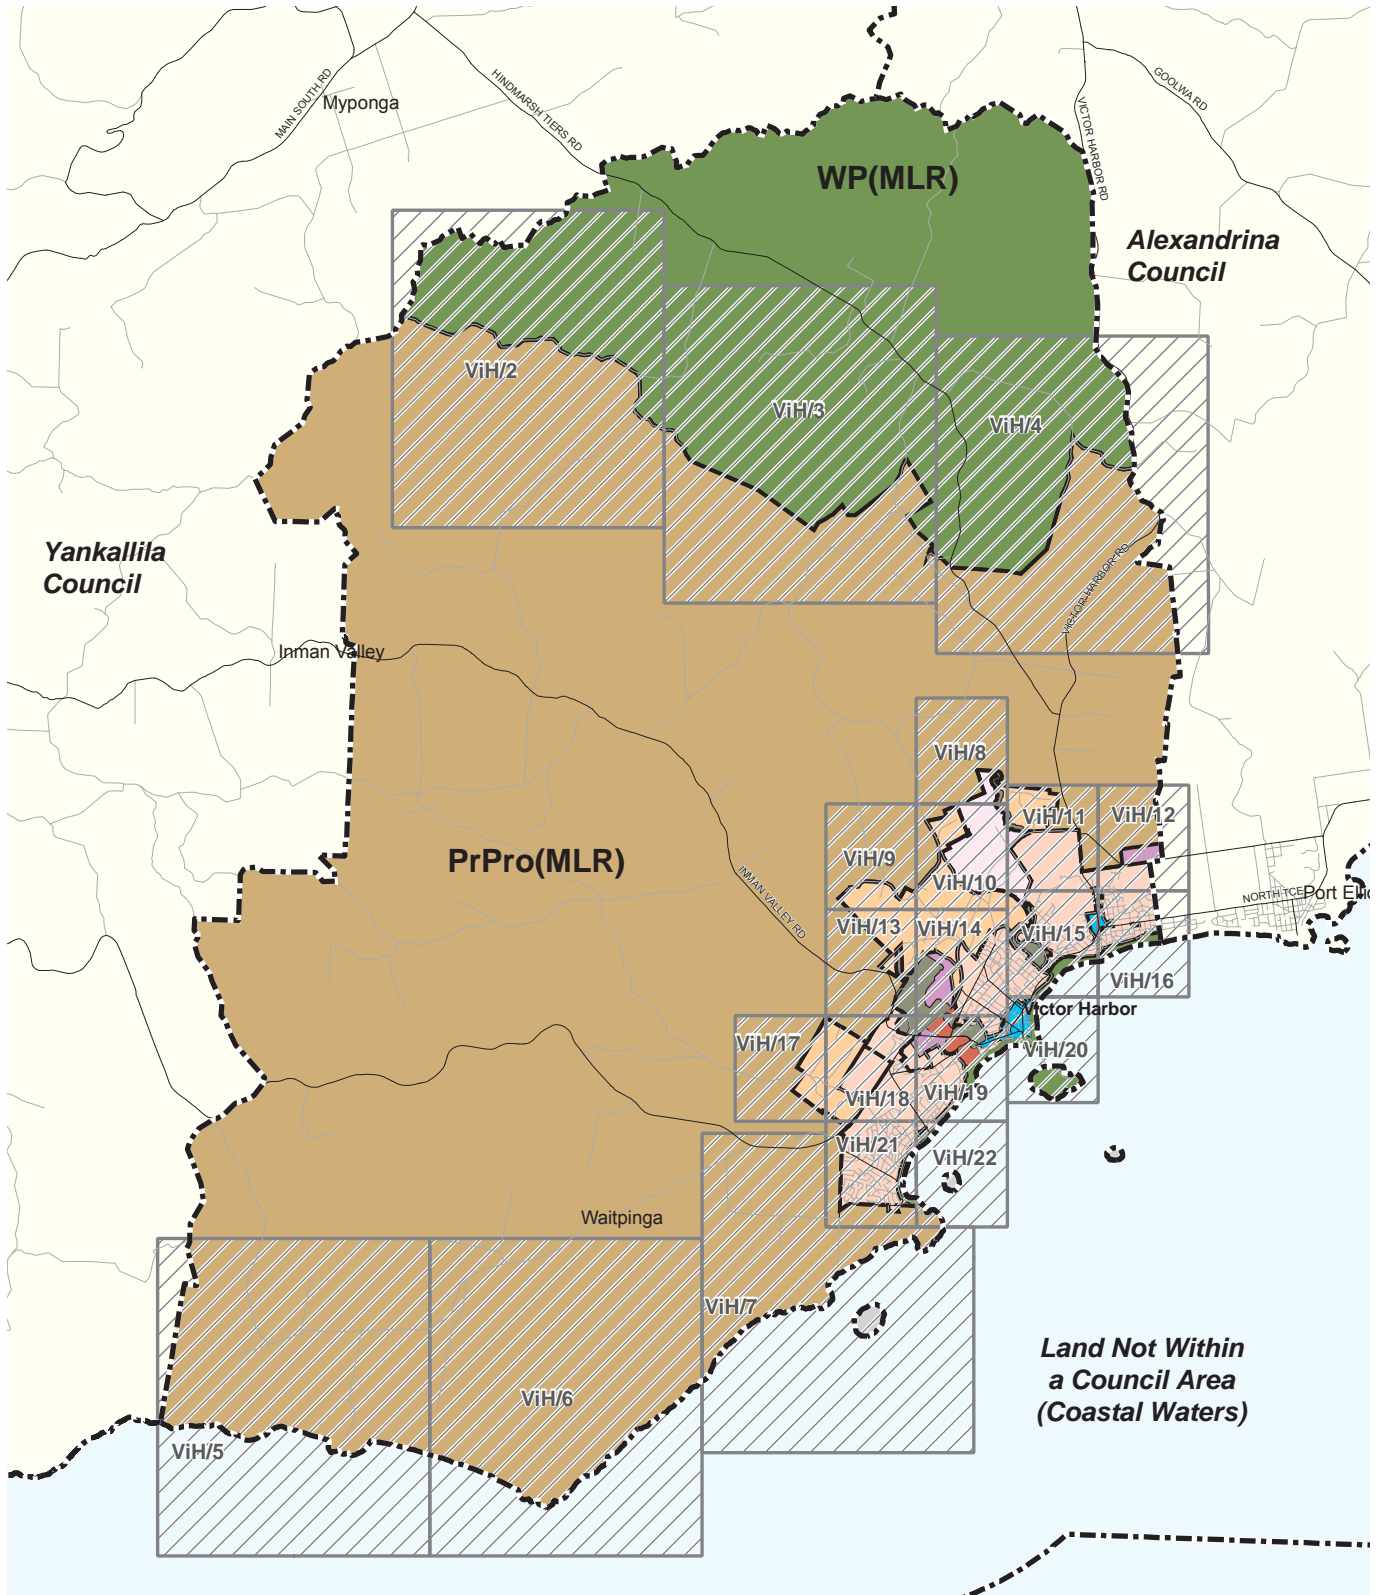 MAIN SOUTH RD
Myponga
HINDMARSH TIERS RD
GOOLWA RD
VICTOR HARBOR RD
WP(MLR)
Alexandrina
Council
ViH/2
ViH/3
ViH/4
Yankallila
Council
VICTOR HARBOR RD
Inman Valley
ViH/8
ViH/11
ViH/12
PrPro(MLR)
ViH/9
ViH/10
INMAN VALLEY RD
NORTH TCE
Port Ellio
ViH/13
ViH/14
ViH/15
ViH/16
Victor Harbor
ViH/17
ViH/20
ViH/18
ViH/19
ViH/21
ViH/22
Waitpinga
ViH/7
Land Not Within
a Council Area
(Coastal Waters)
ViH/6
ViH/5